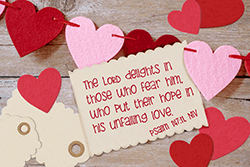 The LORD delights in
those who fear him,
who put their hope in
his unfailing love.
Psalm 147:11 NIV